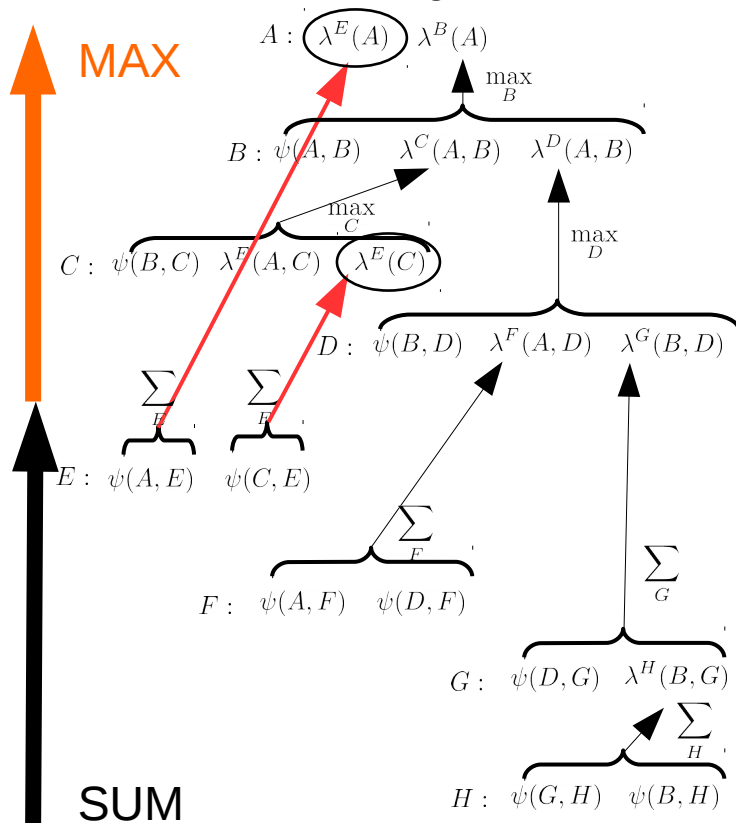 A : λ^E(A) λ^B(A)
MAX
max
B
B : ψ(A, B) λ^C(A, B) λ^D(A, B)
max
C
max
D
C : ψ(B, C) λ^E(A, C) λ^E(C)
D : ψ(B, D) λ^F(A, D) λ^G(B, D)
∑
E
∑
E
E : ψ(A, E) ψ(C, E)
∑
F
∑
G
F : ψ(A, F) ψ(D, F)
G : ψ(D, G) λ^H(B, G)
∑
H
SUM
H : ψ(G, H) ψ(B, H)